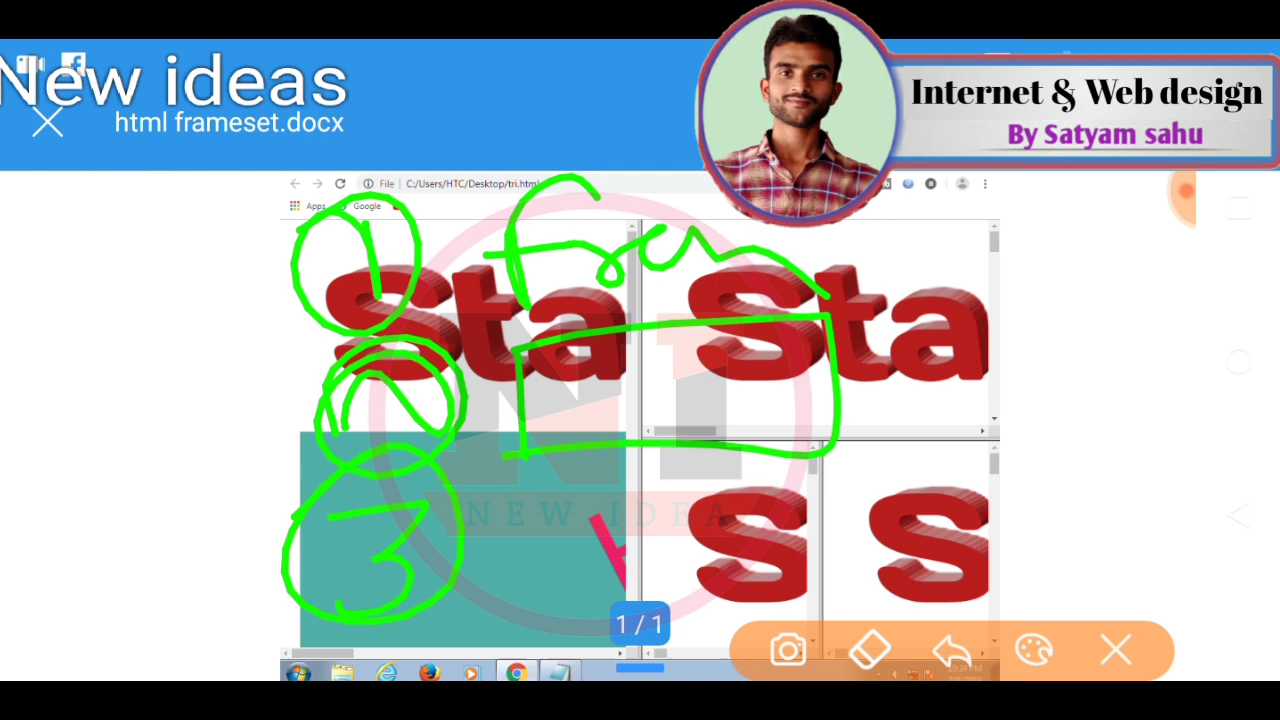 New ideas
html frameset.docx
Internet & Web design
By Satyam sahu
File C:/Users/HTC/Desktop/tri.html
Apps Google
1
Sta
Sta
2
3
NEW IDEA
S
S
1 / 1